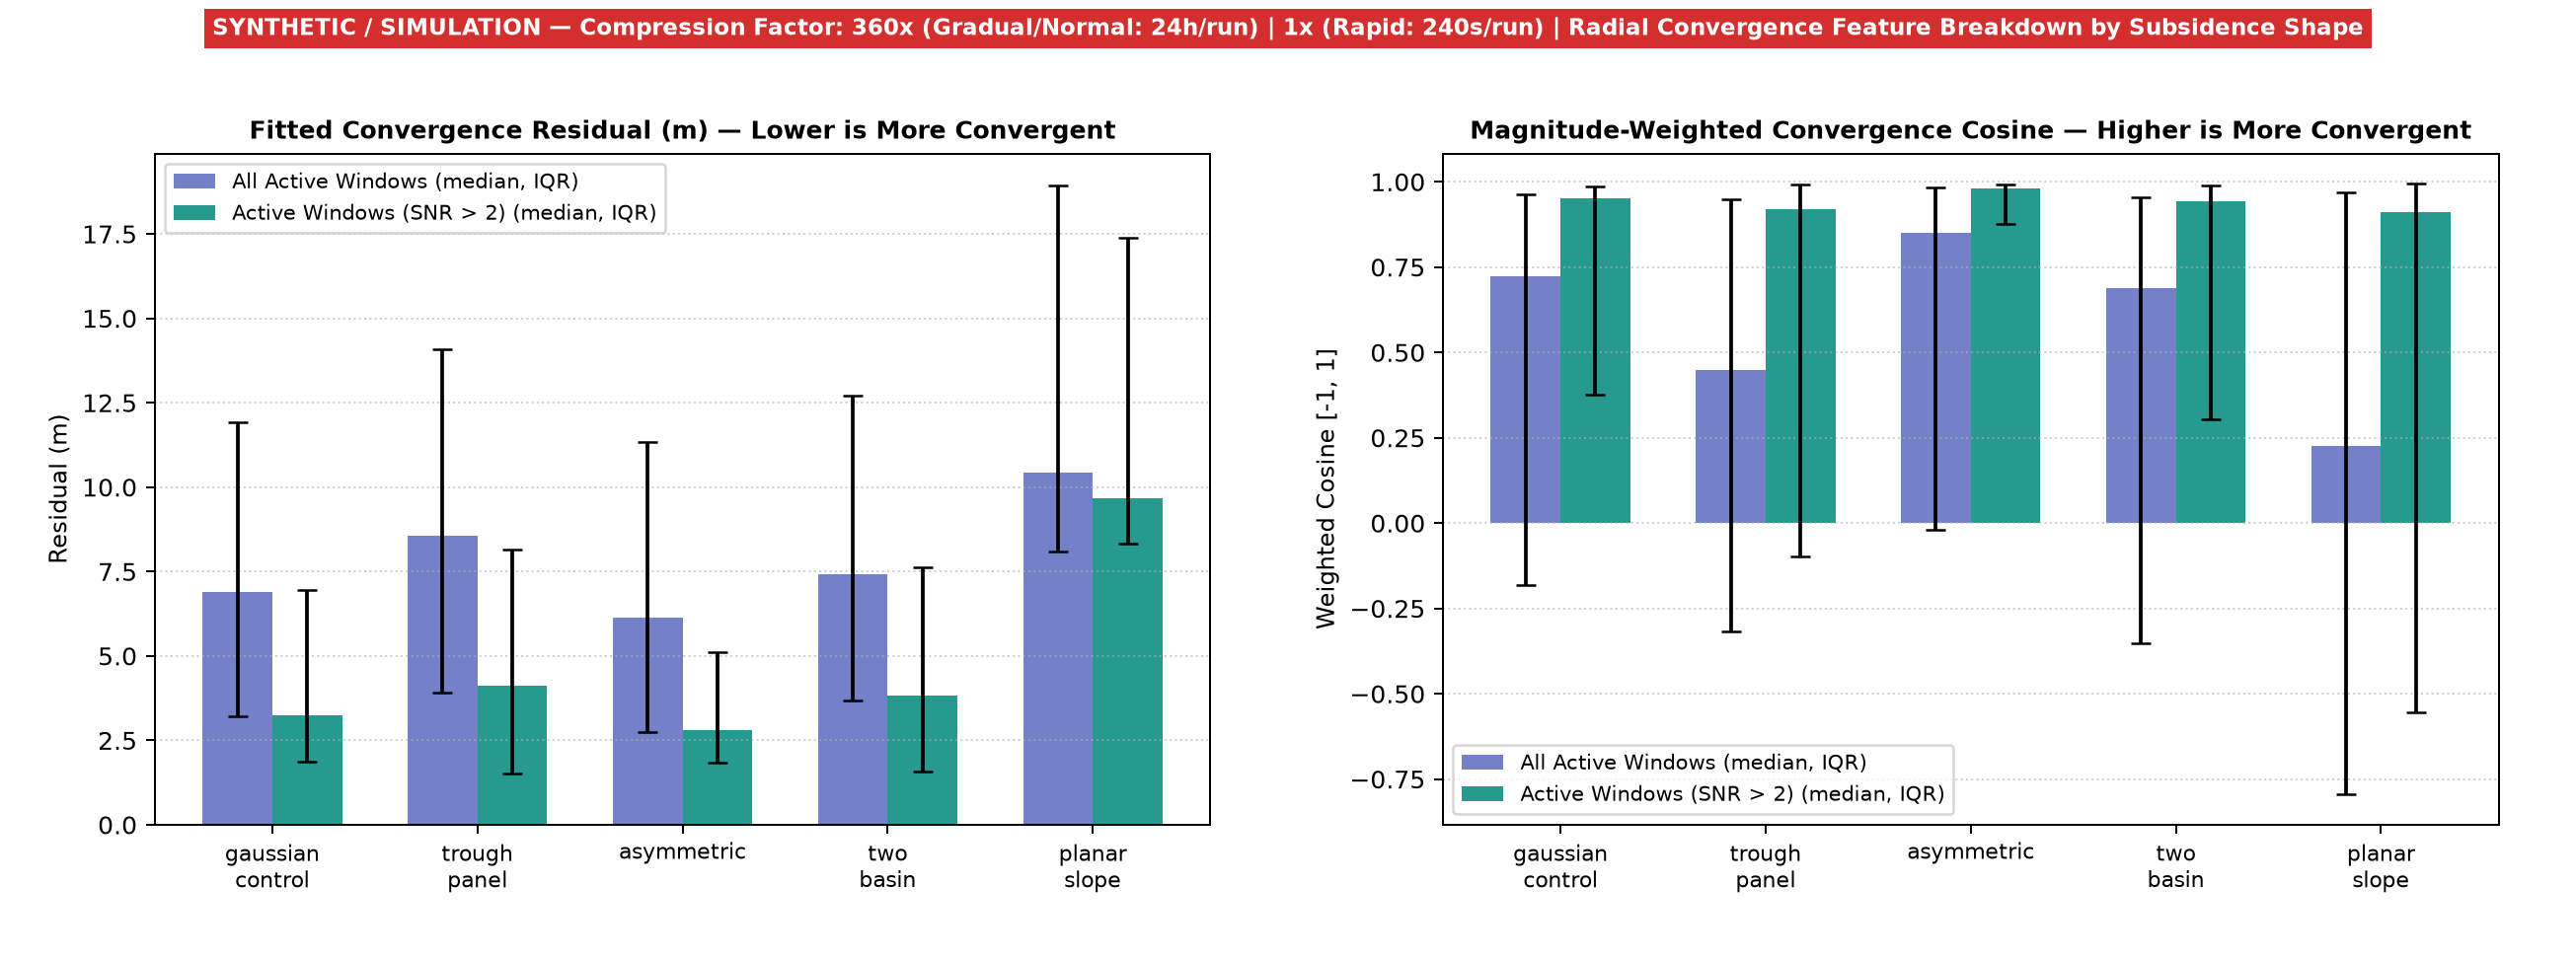 SYNTHETIC / SIMULATION — Compression Factor: 360x (Gradual/Normal: 24h/run) | 1x (Rapid: 240s/run) | Radial Convergence Feature Breakdown by Subsidence Shape
Fitted Convergence Residual (m) — Lower is More Convergent
All Active Windows (median, IQR)
Active Windows (SNR > 2) (median, IQR)
Residual (m)
17.5
15.0
12.5
10.0
7.5
5.0
2.5
0.0
gaussian
control
trough
panel
asymmetric
two
basin
planar
slope
Magnitude-Weighted Convergence Cosine — Higher is More Convergent
Weighted Cosine [-1, 1]
1.00
0.75
0.50
0.25
0.00
−0.25
−0.50
−0.75
All Active Windows (median, IQR)
Active Windows (SNR > 2) (median, IQR)
gaussian
control
trough
panel
asymmetric
two
basin
planar
slope